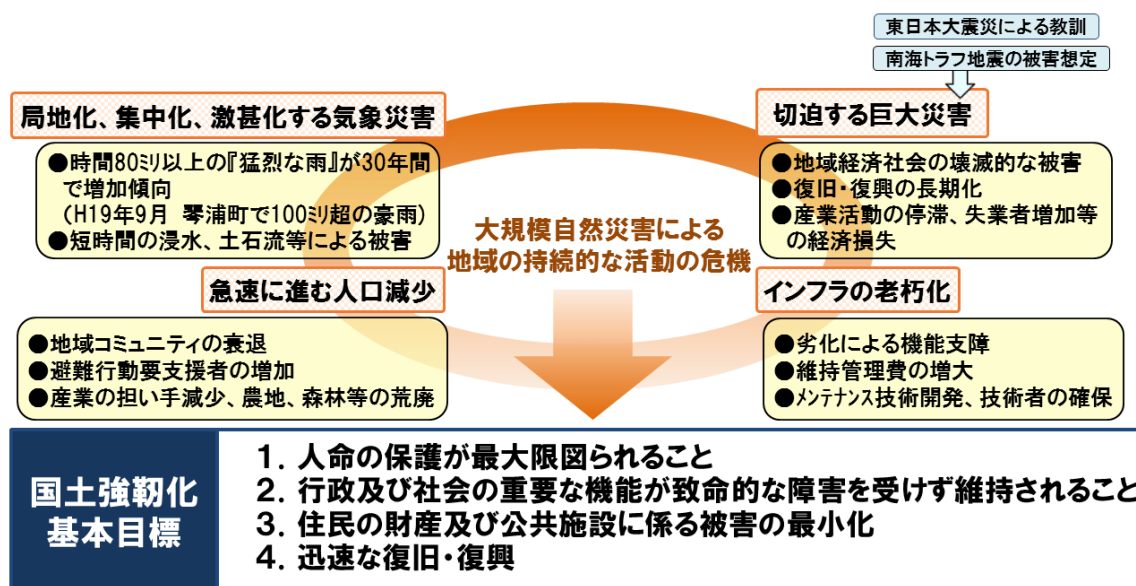 東日本大震災による教訓
南海トラフ地震の被害想定
局地化、集中化、激甚化する気象災害
●時間80ﾐﾘ以上の『猛烈な雨』が30年間
で増加傾向
(H19年9月 琴浦町で100ﾐﾘ超の豪雨)
●短時間の浸水、土石流等による被害
切迫する巨大災害
●地域経済社会の壊滅的な被害
●復旧・復興の長期化
●産業活動の停滞、失業者増加等
の経済損失
大規模自然災害による
地域の持続的な活動の危機
急速に進む人口減少
●地域コミュニティの衰退
●避難行動要支援者の増加
●産業の担い手減少、農地、森林等の荒廃
インフラの老朽化
●劣化による機能支障
●維持管理費の増大
●ﾒﾝﾃﾅﾝｽ技術開発、技術者の確保
国土強靭化
基本目標
1. 人命の保護が最大限図られること
2. 行政及び社会の重要な機能が致命的な障害を受けず維持されること
3. 住民の財産及び公共施設に係る被害の最小化
4. 迅速な復旧・復興